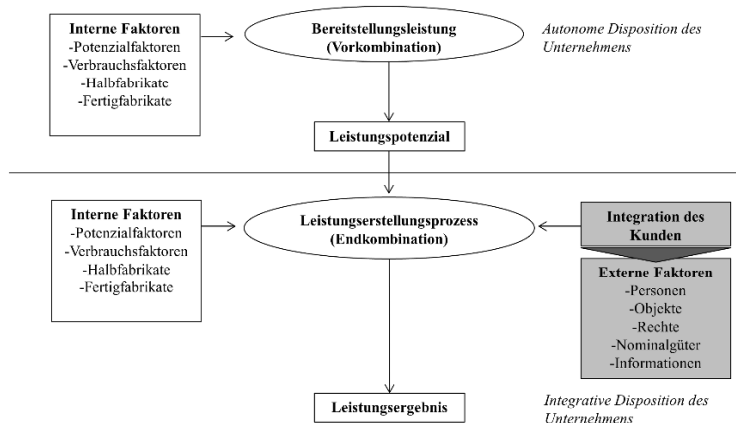 Interne Faktoren
-Potenzialfaktoren
-Verbrauchsfaktoren
-Halbfabrikate
-Fertigfabrikate
Bereitstellungsleistung
(Vorkombination)
Autonome Disposition des
Unternehmens
Leistungspotenzial
Interne Faktoren
-Potenzialfaktoren
-Verbrauchsfaktoren
-Halbfabrikate
-Fertigfabrikate
Leistungserstellungsprozess
(Endkombination)
Integration des
Kunden
Externe Faktoren
-Personen
-Objekte
-Rechte
-Nominalgüter
-Informationen
Leistungsergebnis
Integrative Disposition des
Unternehmens